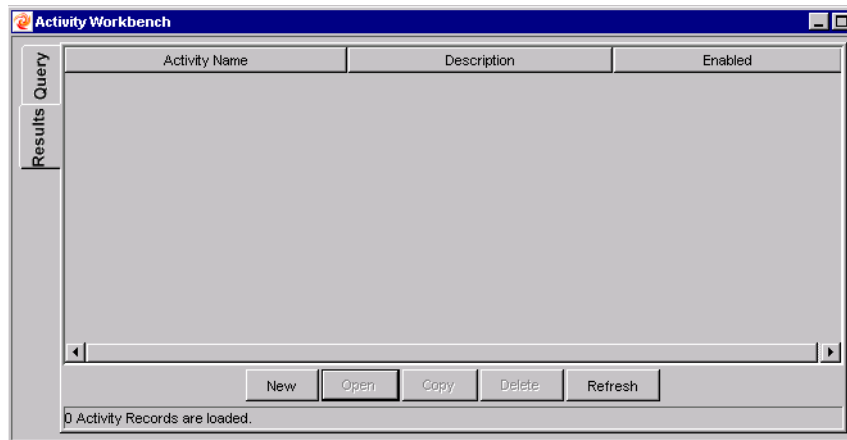 Activity Workbench
Query
Results
Activity Name Description Enabled
New Open Copy Delete Refresh
0 Activity Records are loaded.